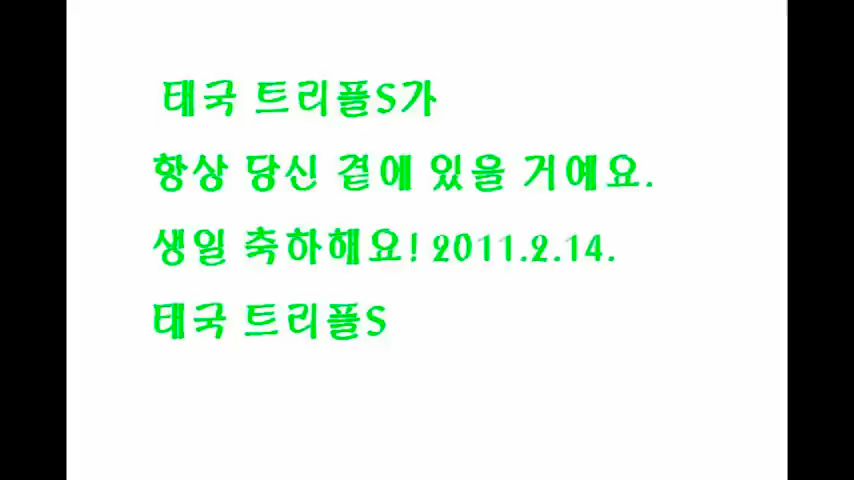 태국 트리플S가
항상 당신 곁에 있을 거예요.
생일 축하해요! 2011.2.14.
태국 트리플S